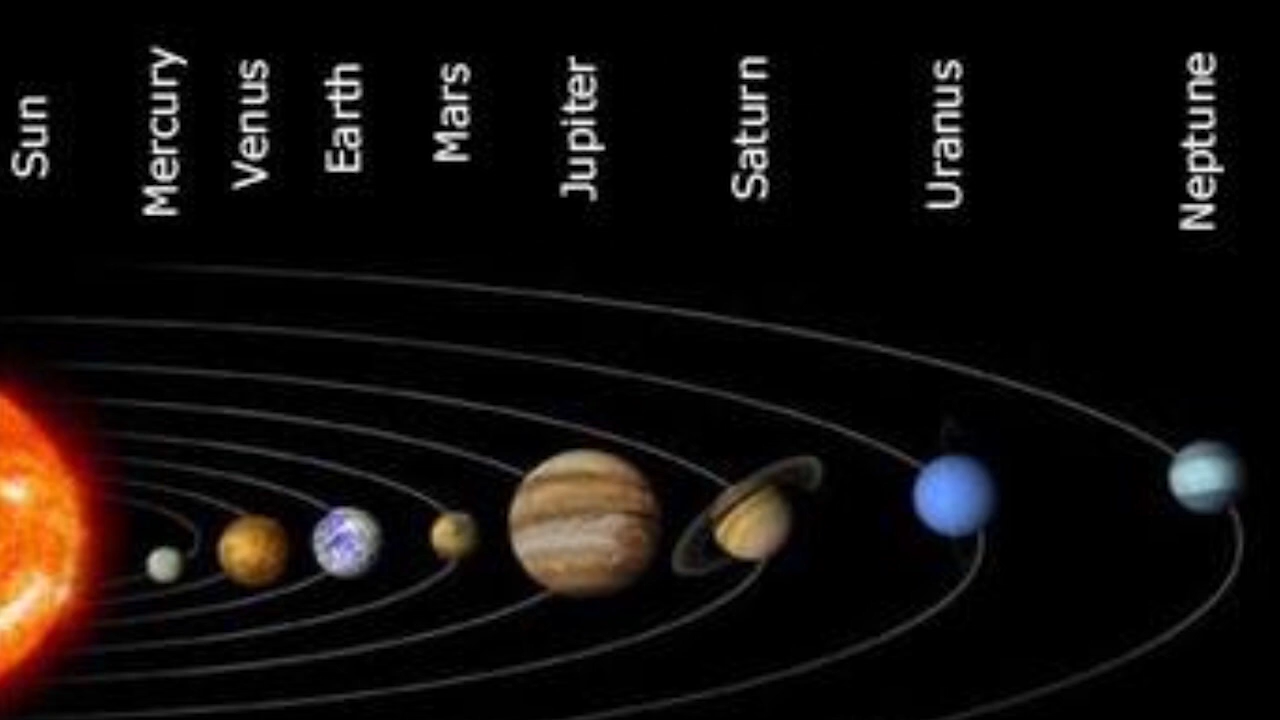 Sun
Mercury
Venus
Earth
Mars
Jupiter
Saturn
Uranus
Neptune